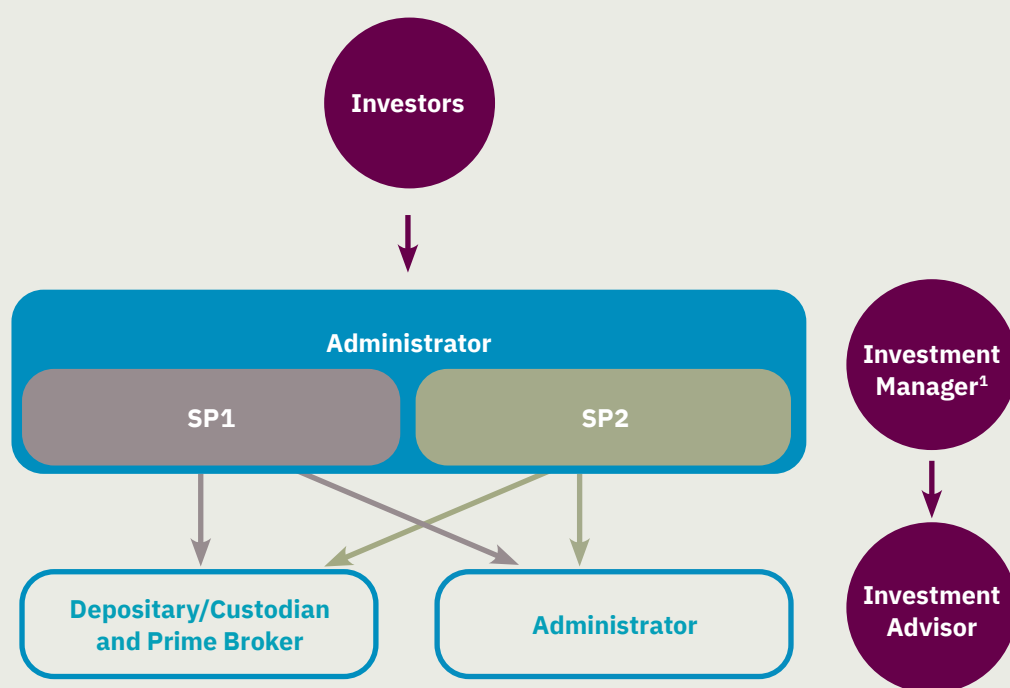 Investors
Administrator
SP1
SP2
Investment
Manager¹
Depositary/Custodian
and Prime Broker
Administrator
Investment
Advisor